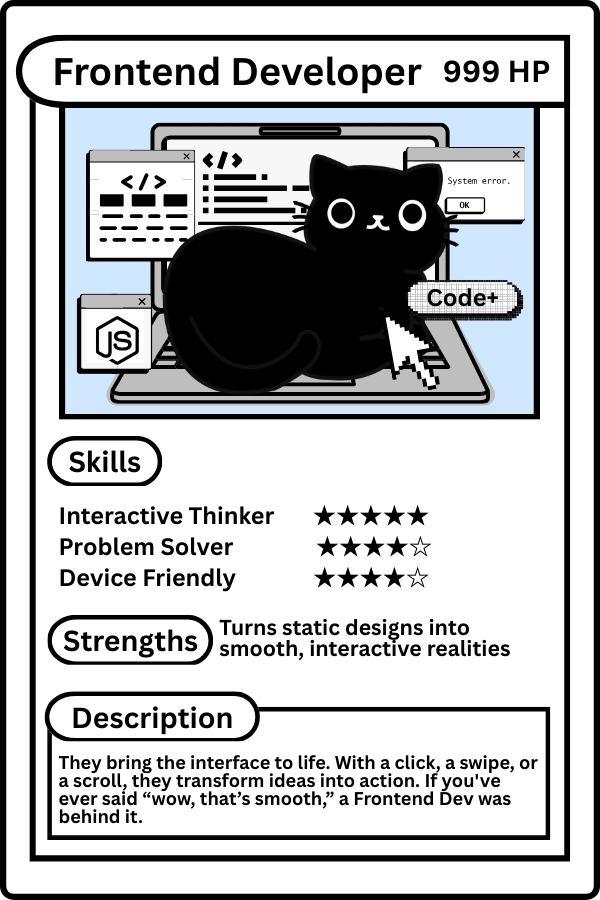 Frontend Developer 999 HP
</>
</>
System error.
OK
Code+
JS
Skills
Interactive Thinker ★★★★★
Problem Solver ★★★★☆
Device Friendly ★★★★☆
Strengths
Turns static designs into
smooth, interactive realities
Description
They bring the interface to life. With a click, a swipe, or
a scroll, they transform ideas into action. If you've
ever said “wow, that’s smooth,” a Frontend Dev was
behind it.